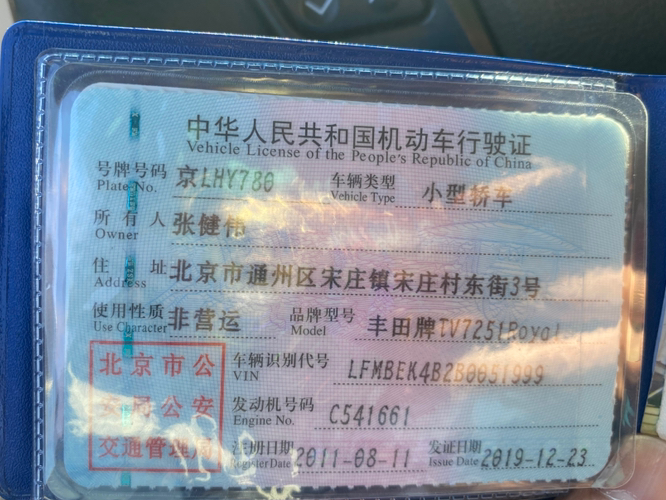 中华人民共和国机动车行驶证
Vehicle License of the People's Republic of China
号牌号码 京LHY780 车辆类型 小型轿车
Plate No. Vehicle Type
所有人 张健伟
Owner
住址 北京市通州区宋庄镇宋庄村东街3号
Address
使用性质 非营运 品牌型号 丰田牌TV7251Royal
Use Character Model
北京市公 车辆识别代号 LFMBEK4B2B0051999
VIN
安局公安 发动机号码 C541661
Engine No.
交通管理局 注册日期 2011-08-11 发证日期 2019-12-23
Register Date Issue Date